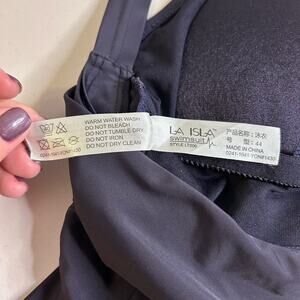 WARM WATER WASH
DO NOT BLEACH
DO NOT TUMBLE DRY
DO NOT IRON
DO NOT DRY CLEAN
LA ISLA
swimsuit
STYLE LT200
产品名称：泳衣
号 型：44
MADE IN CHINA